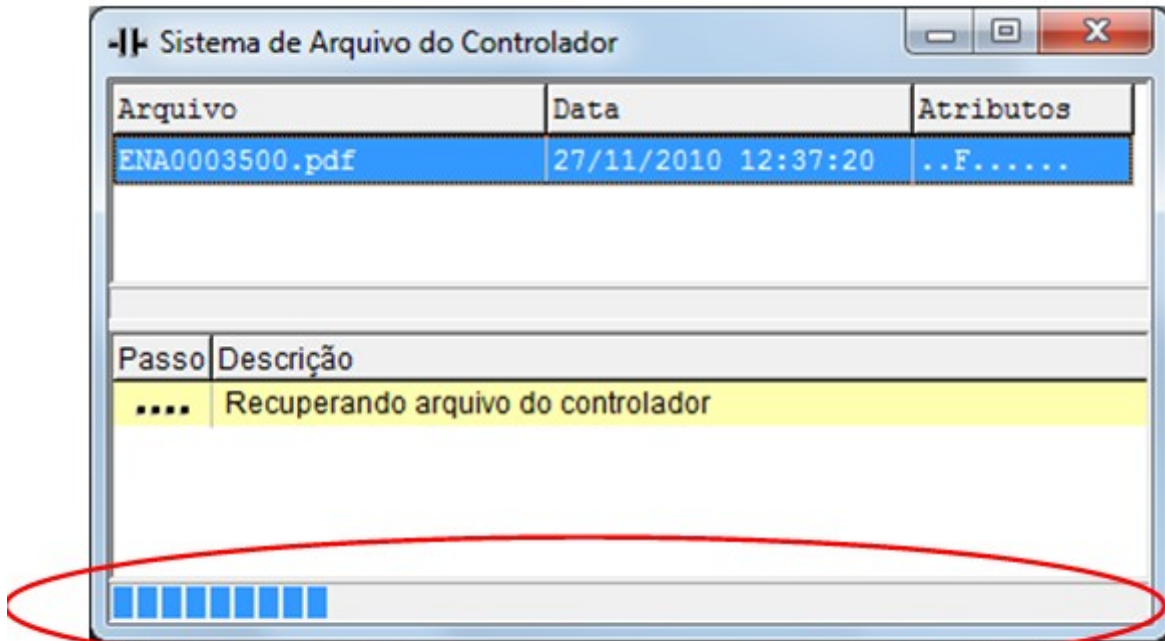 Sistema de Arquivo do Controlador
Arquivo Data Atributos
ENA0003500.pdf 27/11/2010 12:37:20 ..F......
Passo Descrição
.... Recuperando arquivo do controlador